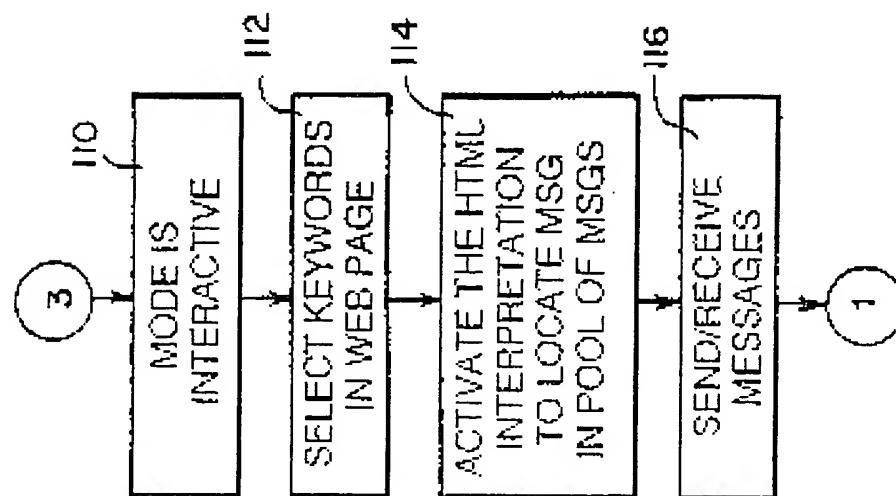 3
110
MODE IS
INTERACTIVE
112
SELECT KEYWORDS
IN WEB PAGE
114
ACTIVATE THE HTML
INTERPRETATION
TO LOCATE MSG
IN POOL OF MSGS
116
SEND/RECEIVE
MESSAGES
1